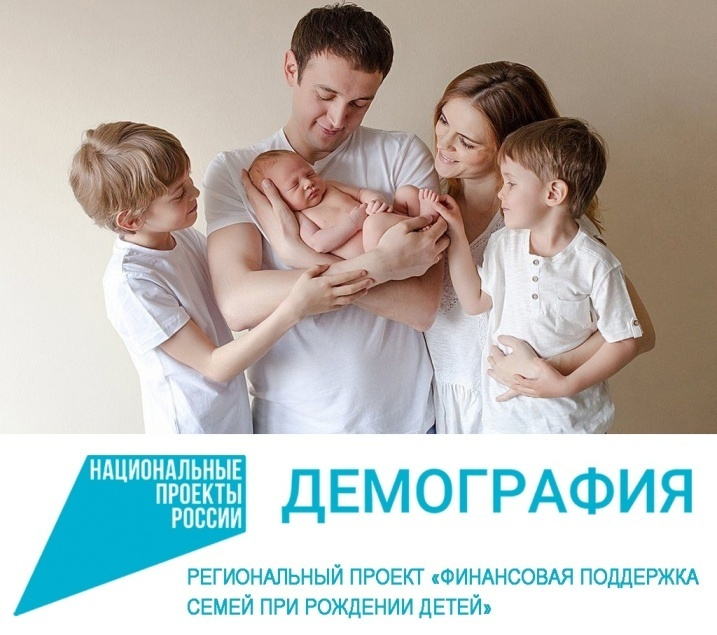 НАЦИОНАЛЬНЫЕ
ПРОЕКТЫ
РОССИИ
ДЕМОГРАФИЯ
РЕГИОНАЛЬНЫЙ ПРОЕКТ «ФИНАНСОВАЯ ПОДДЕРЖКА
СЕМЕЙ ПРИ РОЖДЕНИИ ДЕТЕЙ»